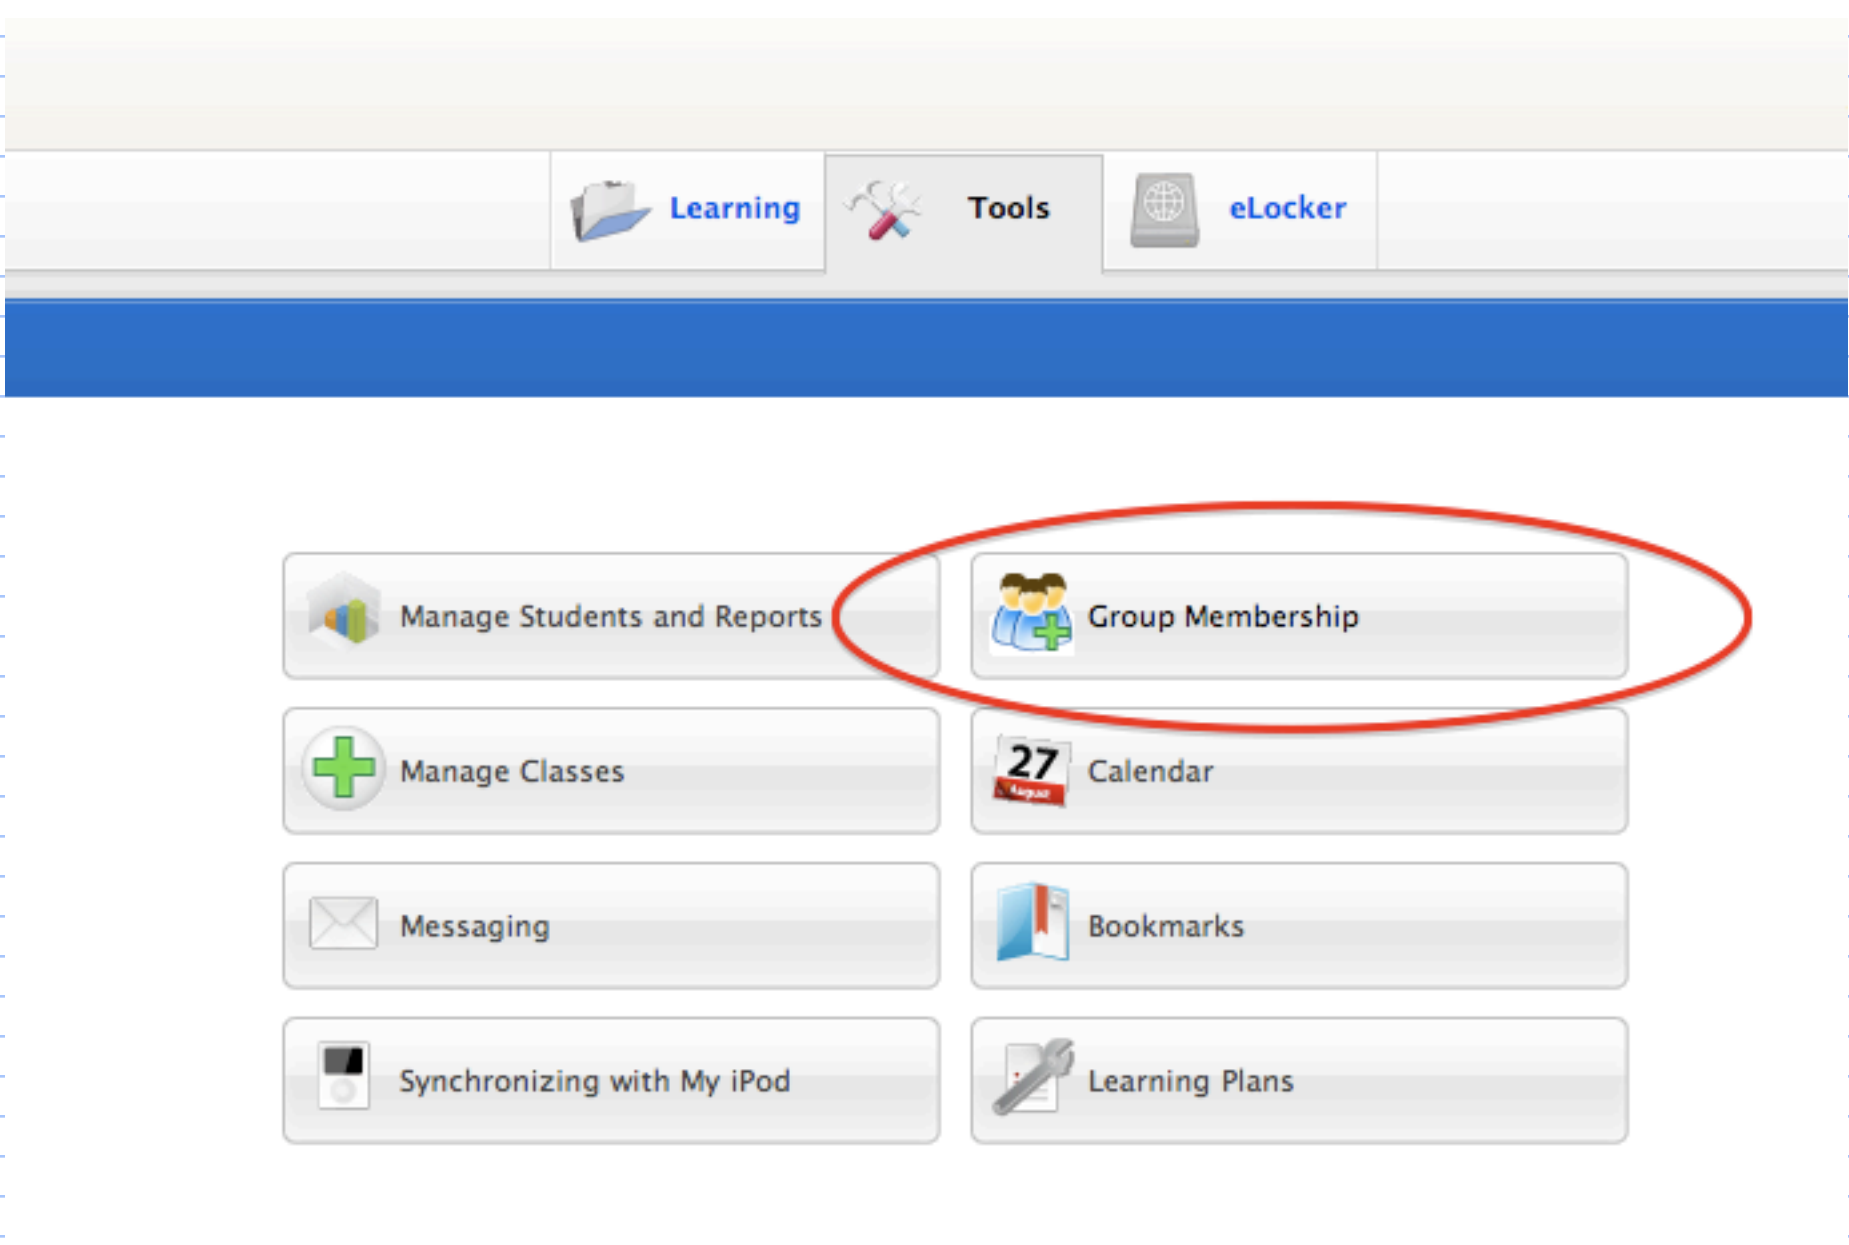 Learning
Tools
eLocker
Manage Students and Reports
Group Membership
Manage Classes
27
August
Calendar
Messaging
Bookmarks
Synchronizing with My iPod
Learning Plans